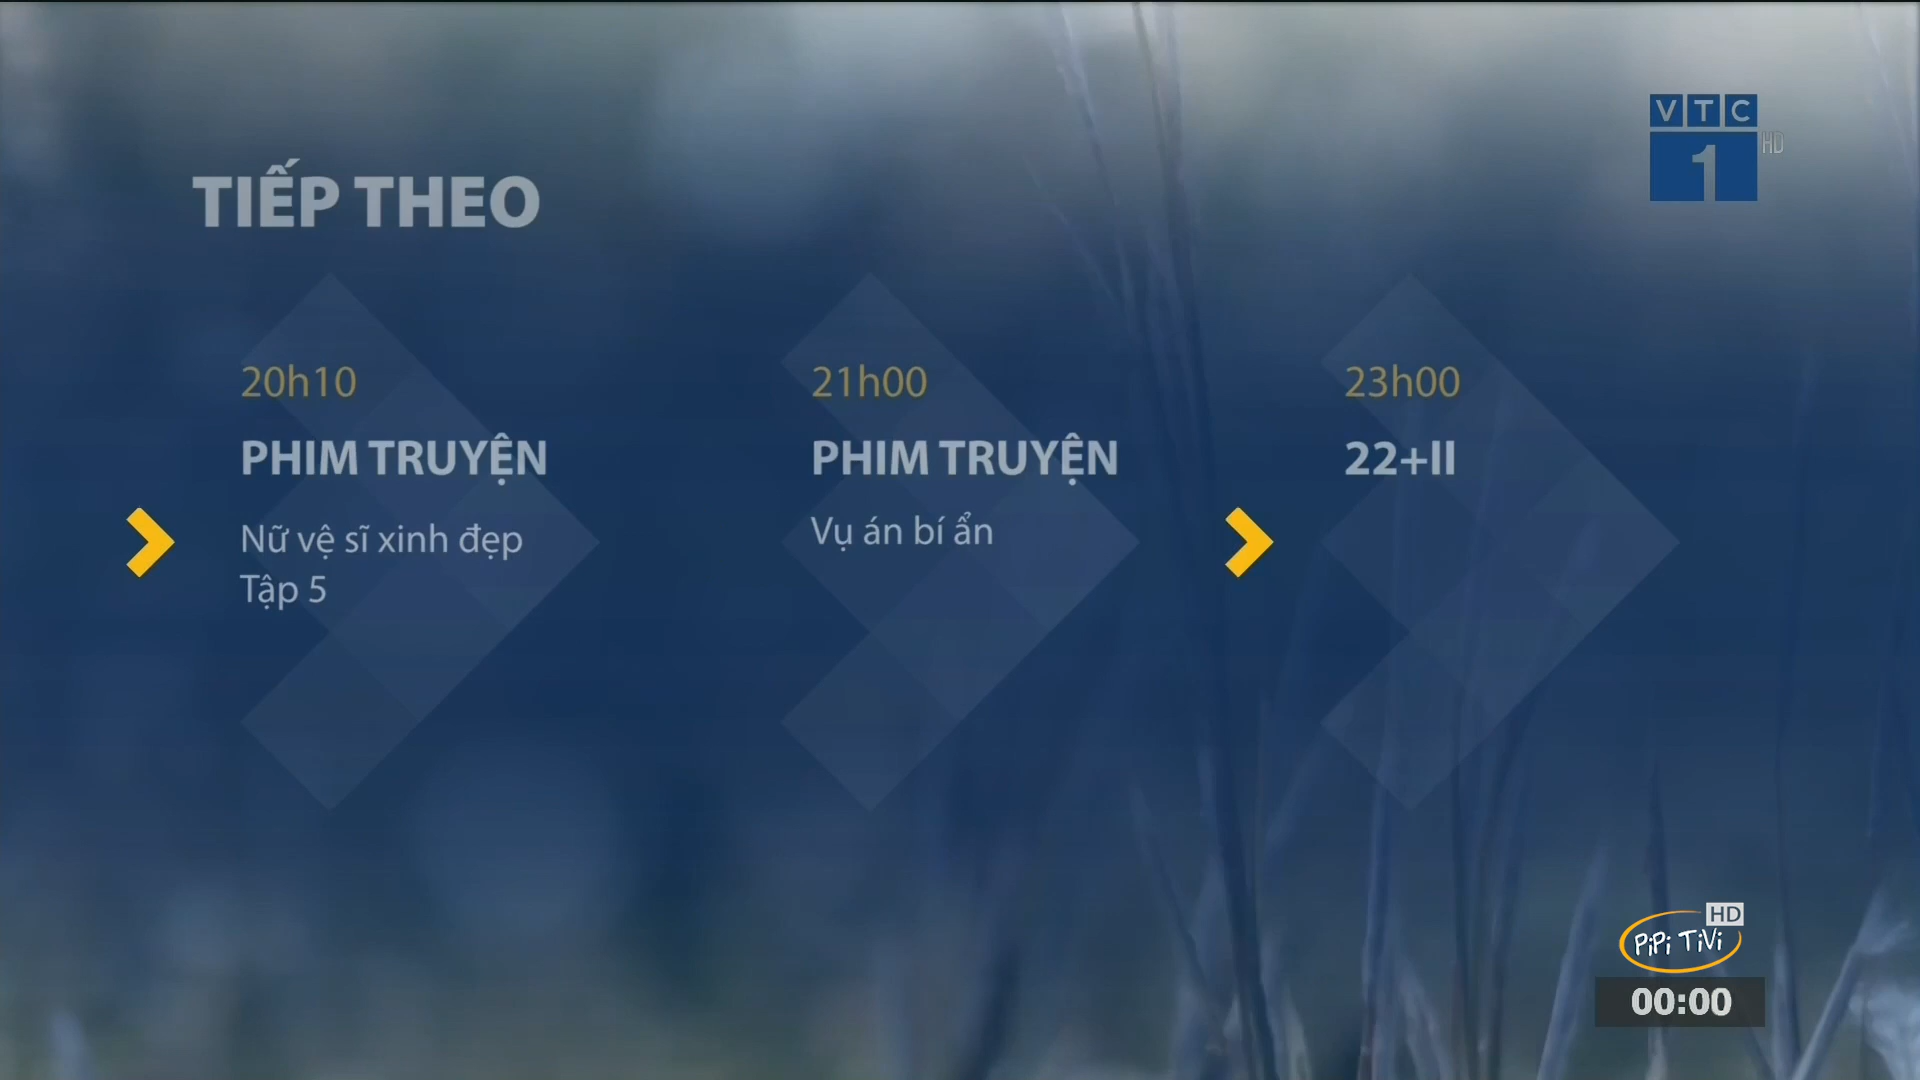 VTC
1
HD
TIẾP THEO
20h10
PHIM TRUYỆN
Nữ vệ sĩ xinh đẹp
Tập 5
21h00
PHIM TRUYỆN
Vụ án bí ẩn
23h00
22+II
HD
PiPi TiVi
00:00